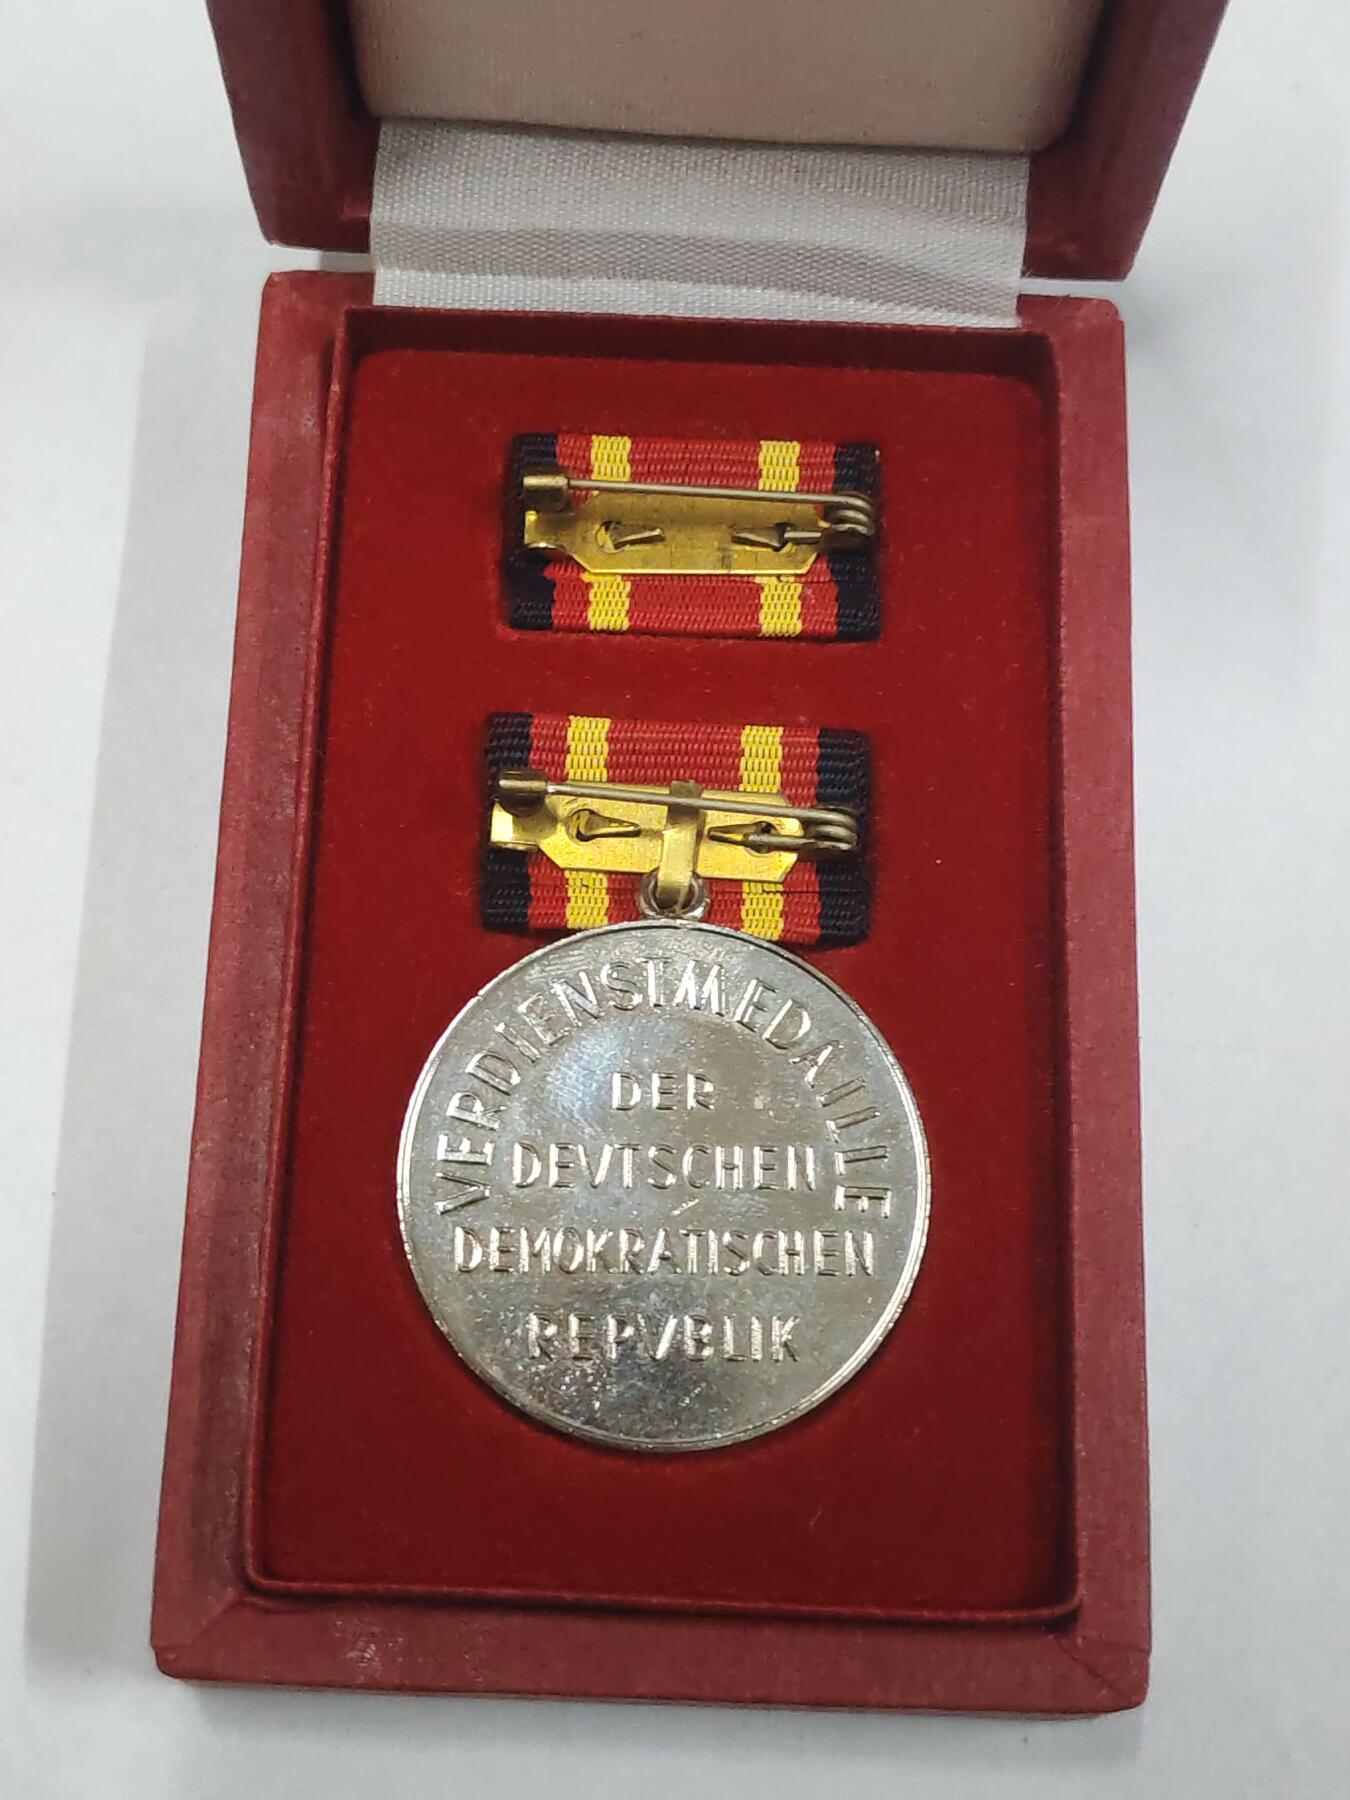 VERDIENSTMEDAILLE
DER
DEVTSCHEN
DEMOKRATISCHEN
REPVBLIK